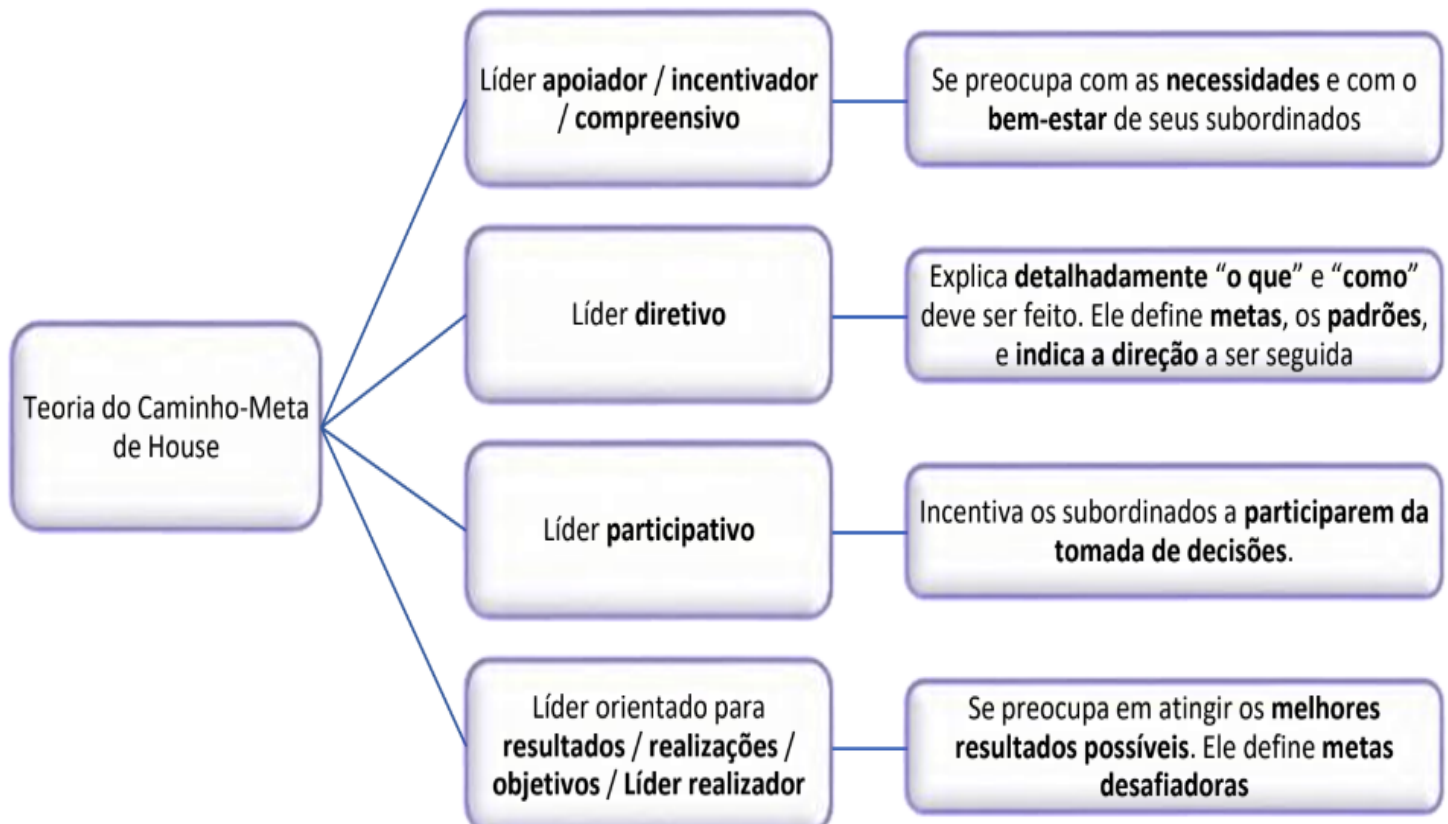 Teoria do Caminho-Meta
de House
Líder apoiador / incentivador
/ compreensivo
Se preocupa com as necessidades e com o
bem-estar de seus subordinados
Líder diretivo
Explica detalhadamente “o que” e “como”
deve ser feito. Ele define metas, os padrões,
e indica a direção a ser seguida
Líder participativo
Incentiva os subordinados a participarem da
tomada de decisões.
Líder orientado para
resultados / realizações /
objetivos / Líder realizador
Se preocupa em atingir os melhores
resultados possíveis. Ele define metas
desafiadoras